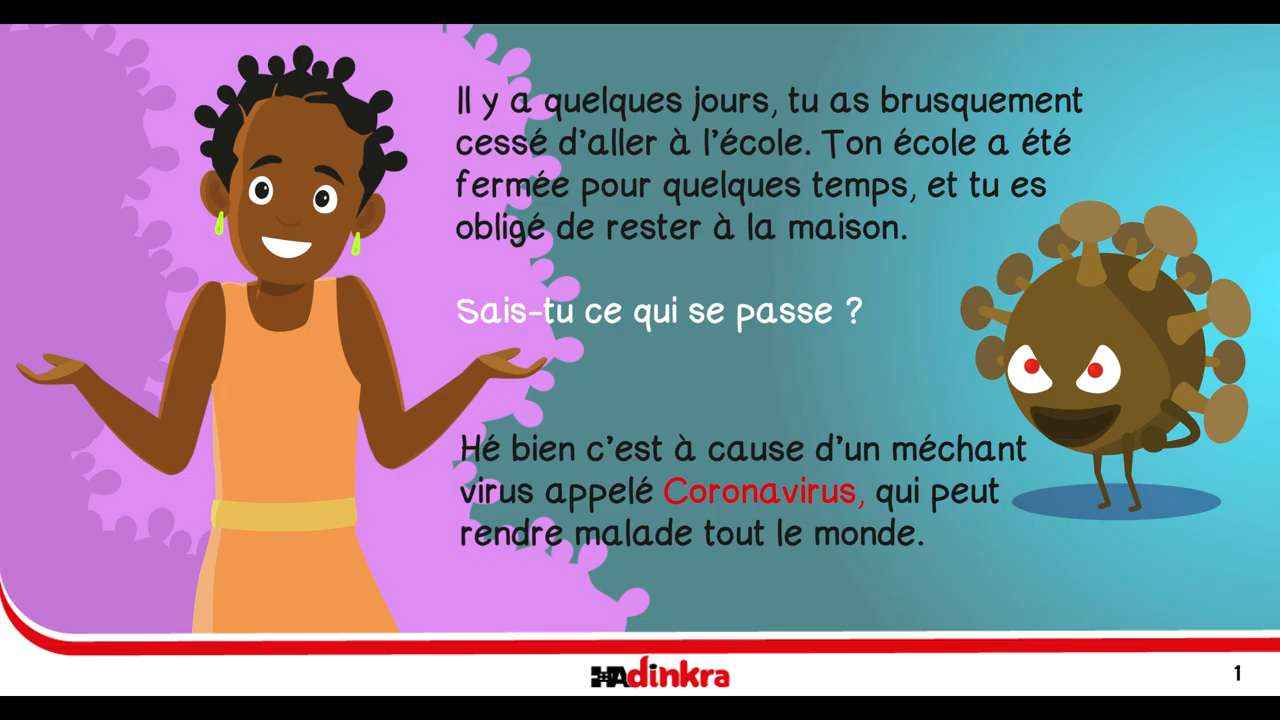 Il y a quelques jours, tu as brusquement
cessé d'aller à l'école. Ton école a été
fermée pour quelques temps, et tu es
obligé de rester à la maison.
Sais-tu ce qui se passe ?
Hé bien c'est à cause d'un méchant
virus appelé Coronavirus, qui peut
rendre malade tout le monde.
HAdinkra
1